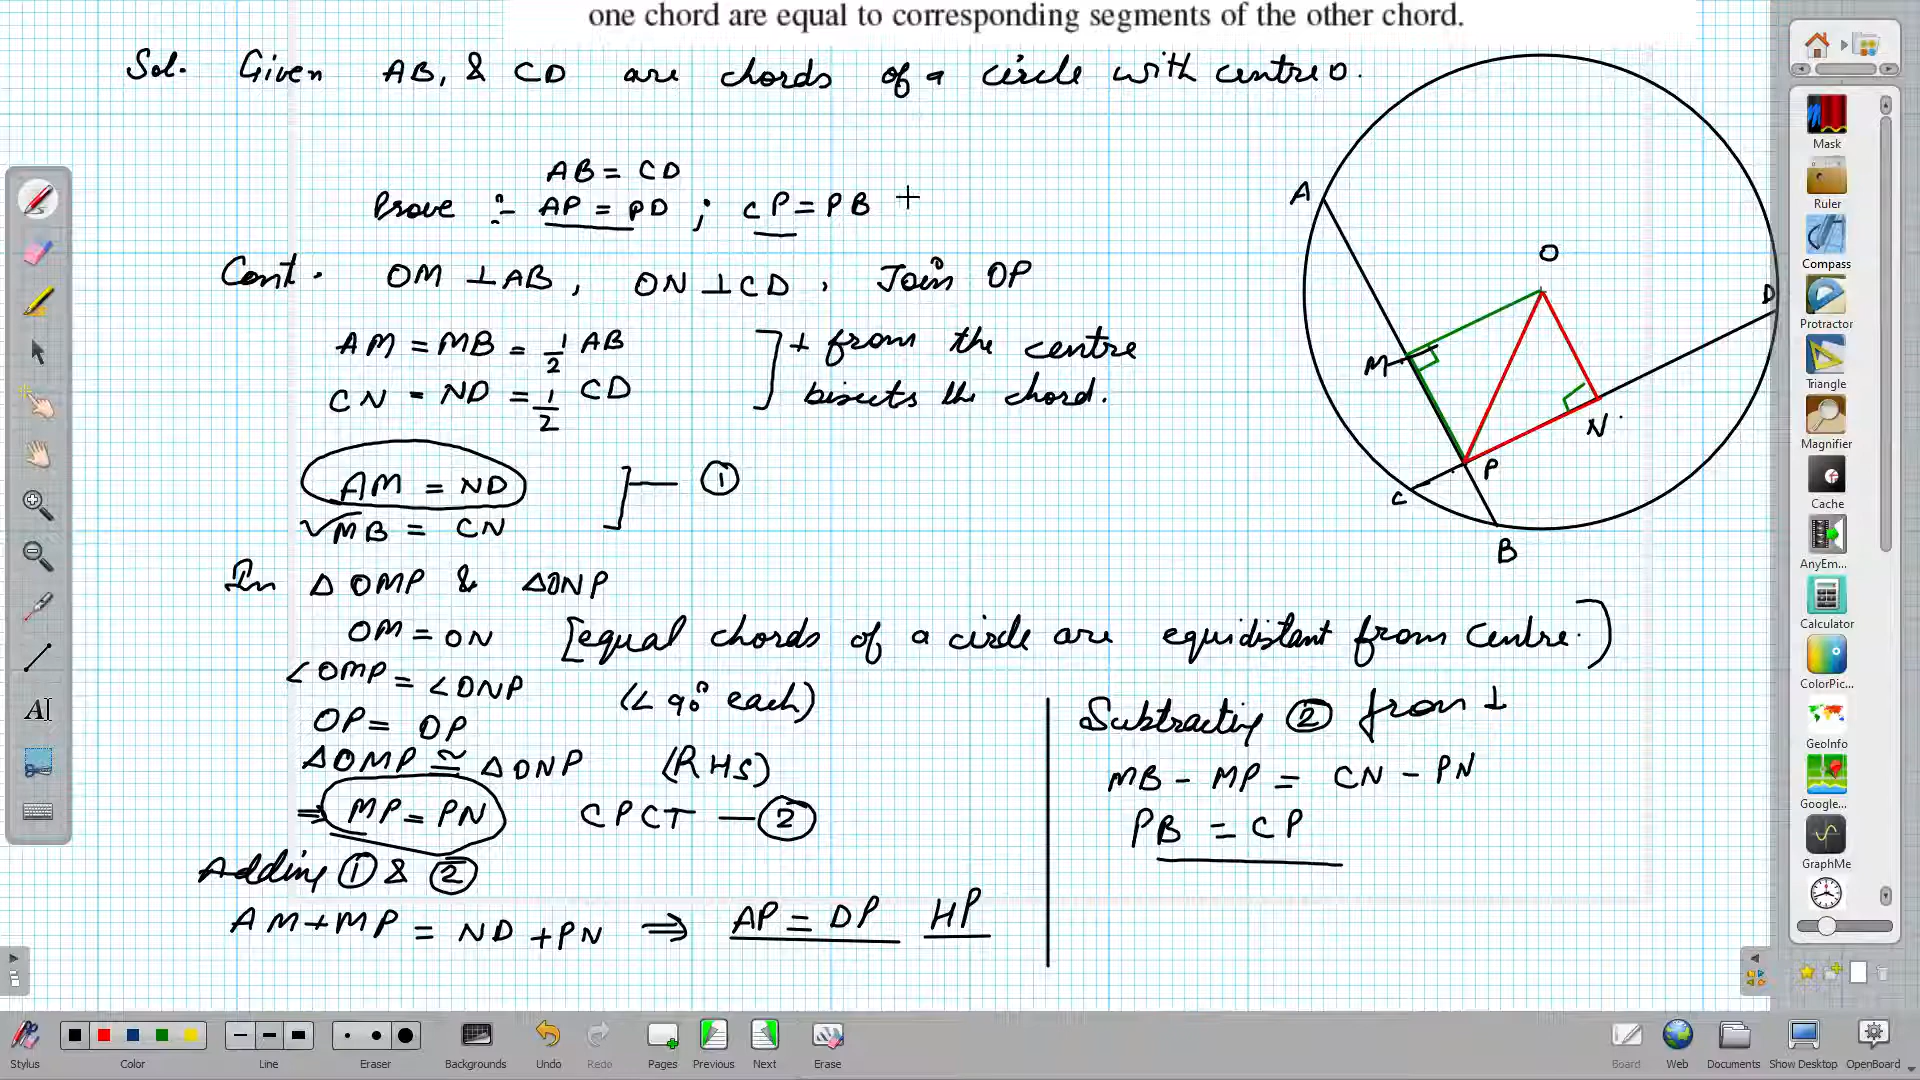 one chord are equal to corresponding segments of the other chord.
Sol. Given AB, & CD are chords of a circle with centre O.
AB = CD
Prove :- AP = PD ; CP = PB
Const. OM ⊥ AB, ON ⊥ CD, Join OP
AM = MB = 1/2 AB
CN = ND = 1/2 CD
] ⊥ from the centre
bisects the chord.
AM = ND
✓MB = CN
] — ①
In △ OMP & △ONP
OM = ON [equal chords of a circle are equidistant from centre.)
∠OMP = ∠ONP (∠ 90° each)
OP = OP
△OMP ≅ △ONP (RHS)
⇒ MP = PN CPCT — ②
Adding ① & ②
AM + MP = ND + PN ⇒ AP = DP HP
Subtracting ② from 1
MB - MP = CN - PN
PB = CP
A
O
D
M
N
P
C
B
Mask
Ruler
Compass
Protractor
Triangle
Magnifier
Cache
AnyEm...
Calculator
ColorPic...
GeoInfo
Google...
GraphMe
Stylus
Color
Line
Eraser
Backgrounds
Undo
Redo
Pages
Previous
Next
Erase
Board
Web
Documents
Show Desktop
OpenBoard